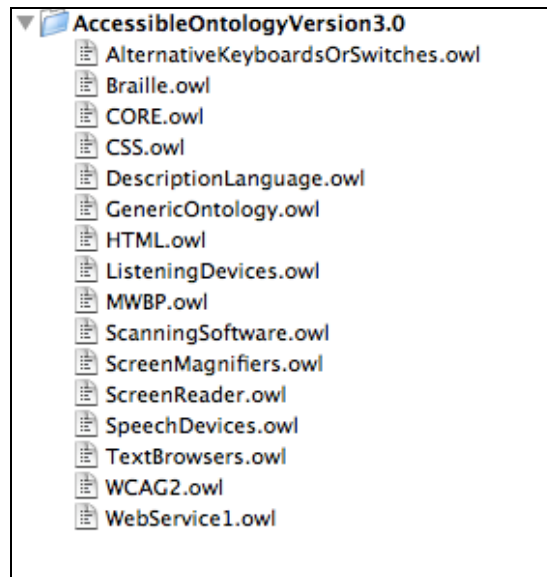 AccessibleOntologyVersion3.0
AlternativeKeyboardsOrSwitches.owl
Braille.owl
CORE.owl
CSS.owl
DescriptionLanguage.owl
GenericOntology.owl
HTML.owl
ListeningDevices.owl
MWBP.owl
ScanningSoftware.owl
ScreenMagnifiers.owl
ScreenReader.owl
SpeechDevices.owl
TextBrowsers.owl
WCAG2.owl
WebService1.owl